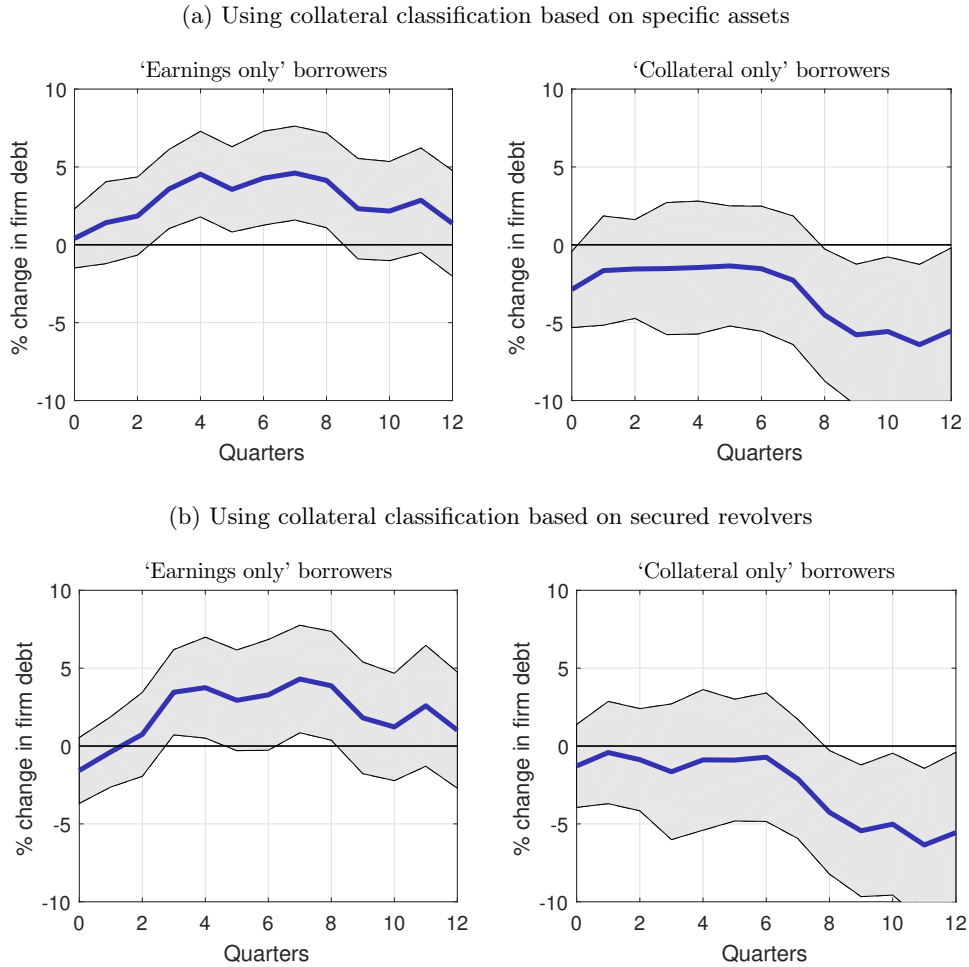 (a) Using collateral classification based on specific assets
‘Earnings only’ borrowers
% change in firm debt
10
5
0
-5
-10
0 2 4 6 8 10 12
Quarters
‘Collateral only’ borrowers
% change in firm debt
10
5
0
-5
-10
0 2 4 6 8 10 12
Quarters
(b) Using collateral classification based on secured revolvers
‘Earnings only’ borrowers
% change in firm debt
10
5
0
-5
-10
0 2 4 6 8 10 12
Quarters
‘Collateral only’ borrowers
% change in firm debt
10
5
0
-5
-10
0 2 4 6 8 10 12
Quarters